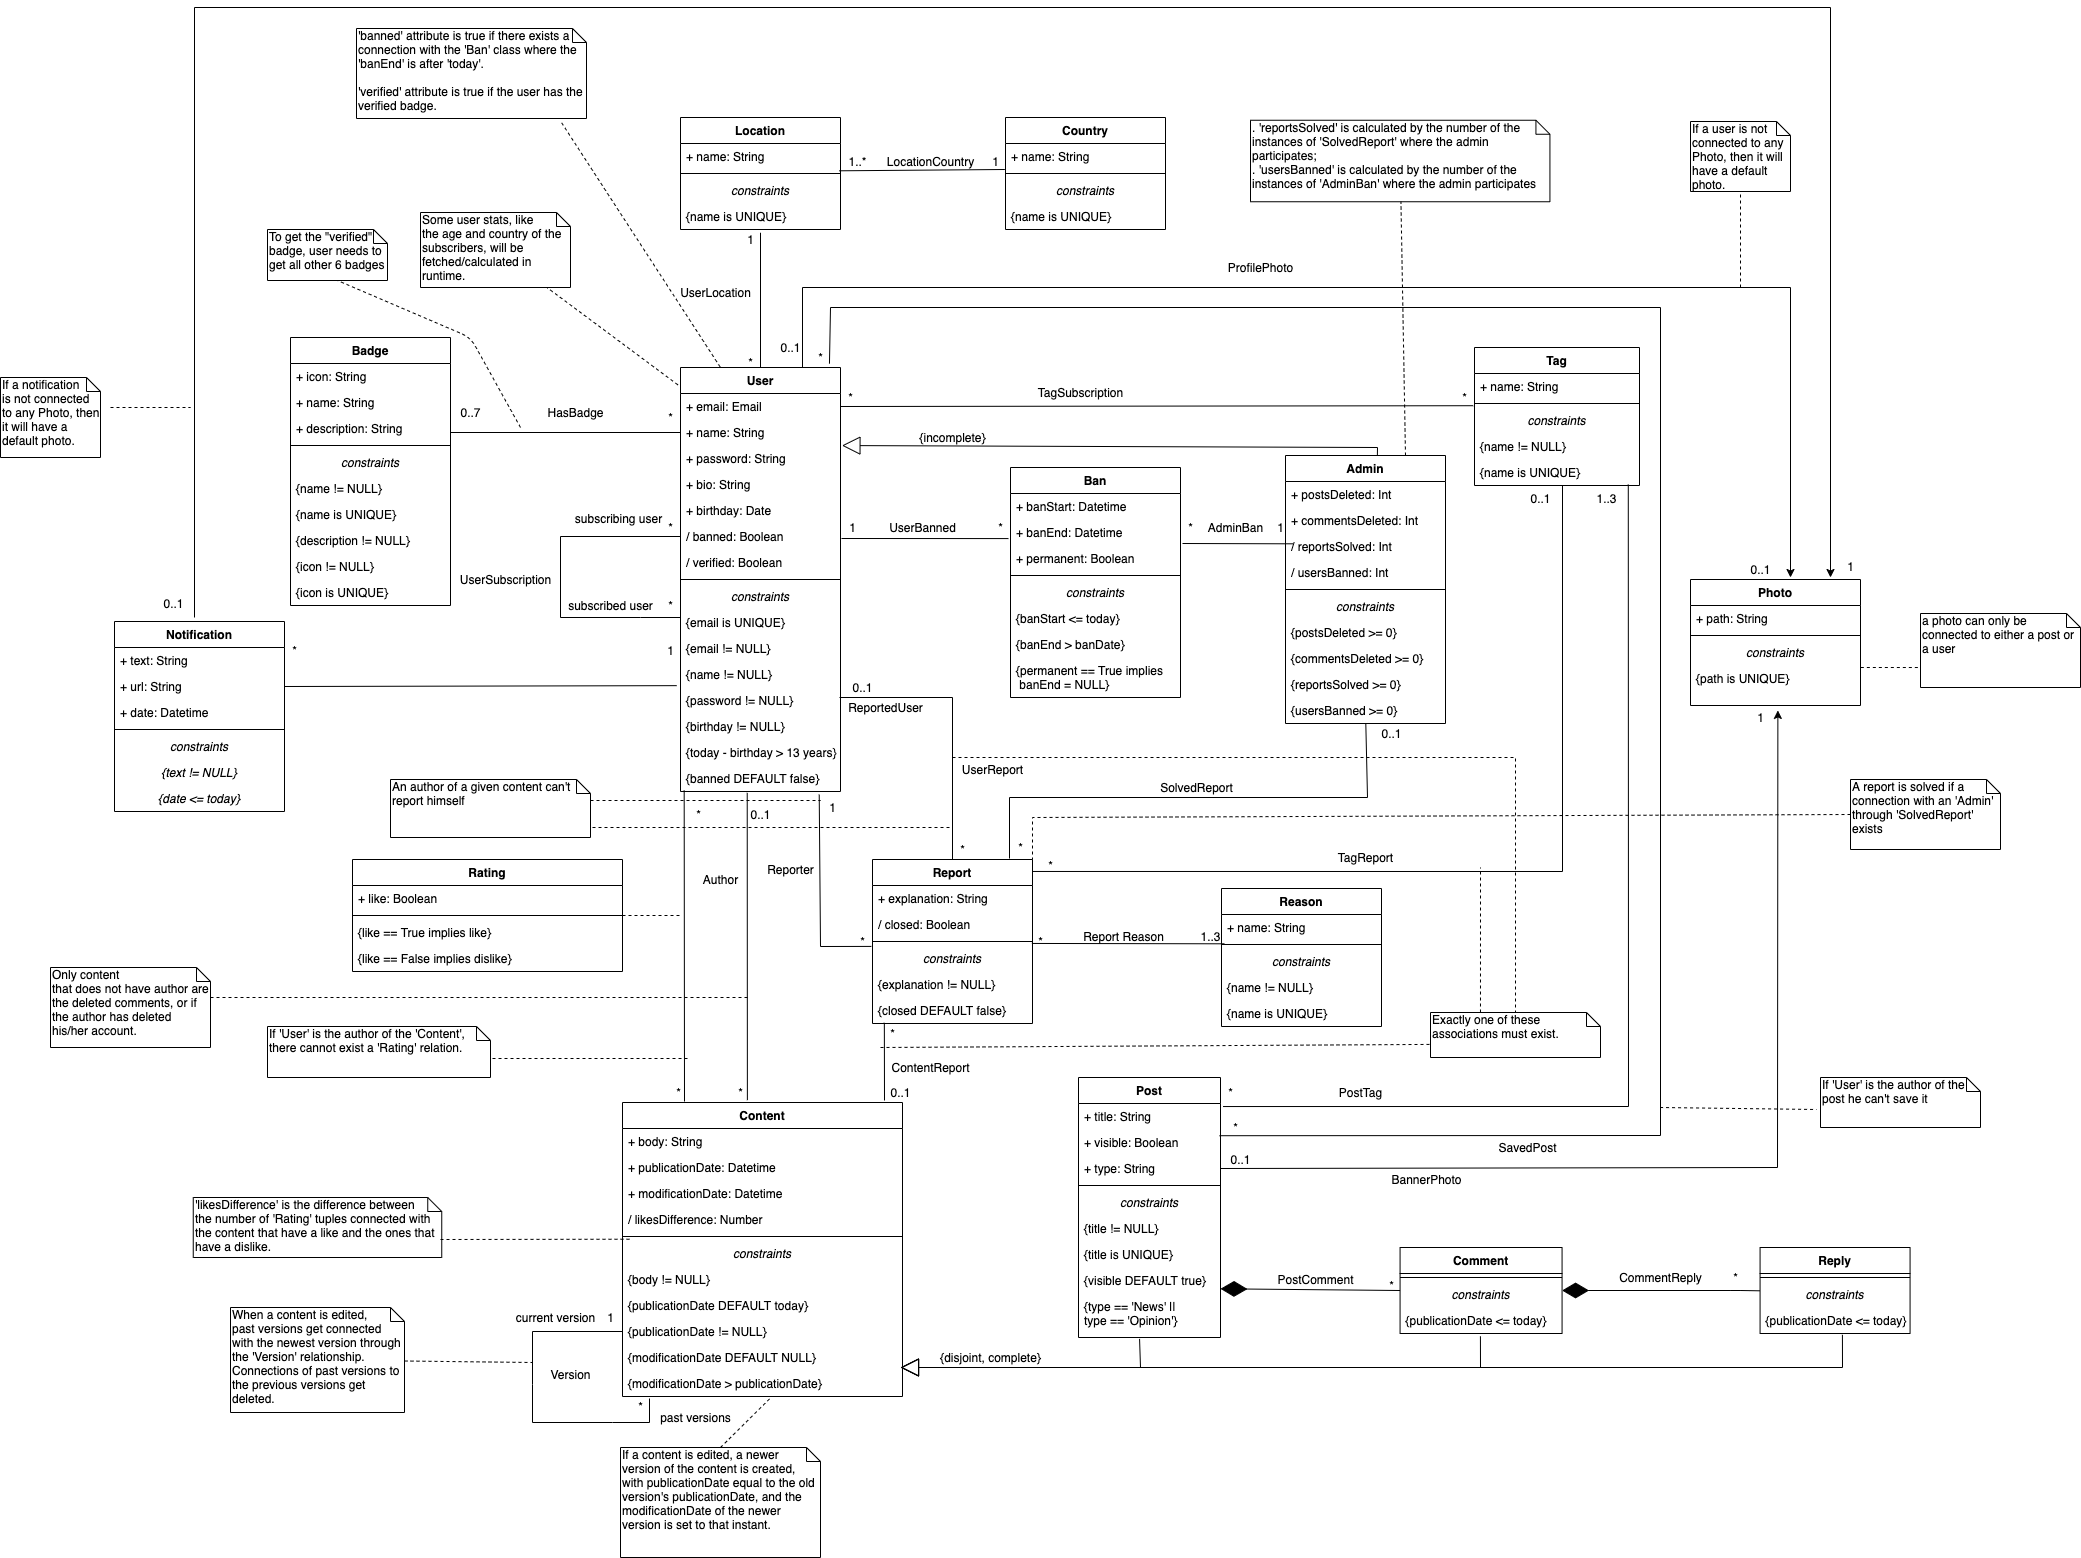 'banned' attribute is true if there exists a
connection with the 'Ban' class where the
'banEnd' is after 'today'.
'verified' attribute is true if the user has the
verified badge.
Location
+ name: String
constraints
{name is UNIQUE}
1..*
LocationCountry
1
Country
+ name: String
constraints
{name is UNIQUE}
. 'reportsSolved' is calculated by the number of the
instances of 'SolvedReport' where the admin
participates;
. 'usersBanned' is calculated by the number of the
instances of 'AdminBan' where the admin participates
If a user is not
connected to any
Photo, then it will
have a default
photo.
To get the "verified"
badge, user needs to
get all other 6 badges
Some user stats, like
the age and country of the
subscribers, will be
fetched/calculated in
runtime.
1
UserLocation
*
ProfilePhoto
0..1
*
If a notification
is not connected
to any Photo, then
it will have a
default photo.
Badge
+ icon: String
+ name: String
+ description: String
constraints
{name != NULL}
{name is UNIQUE}
{description != NULL}
{icon != NULL}
{icon is UNIQUE}
0..7
HasBadge
*
User
+ email: Email
+ name: String
+ password: String
+ bio: String
+ birthday: Date
/ banned: Boolean
/ verified: Boolean
constraints
{email is UNIQUE}
{email != NULL}
{name != NULL}
{password != NULL}
{birthday != NULL}
{today - birthday > 13 years}
{banned DEFAULT false}
*
TagSubscription
*
Tag
+ name: String
constraints
{name != NULL}
{name is UNIQUE}
0..1
1..3
{incomplete}
Admin
+ postsDeleted: Int
+ commentsDeleted: Int
/ reportsSolved: Int
/ usersBanned: Int
constraints
{postsDeleted >= 0}
{commentsDeleted >= 0}
{reportsSolved >= 0}
{usersBanned >= 0}
0..1
1
UserBanned
*
Ban
+ banStart: Datetime
+ banEnd: Datetime
+ permanent: Boolean
constraints
{banStart <= today}
{banEnd > banDate}
{permanent == True implies
banEnd = NULL}
*
AdminBan
1
subscribing user
*
UserSubscription
subscribed user
*
0..1
Notification
+ text: String
+ url: String
+ date: Datetime
constraints
{text != NULL}
{date <= today}
*
1
0..1
1
Photo
+ path: String
constraints
{path is UNIQUE}
1
a photo can only be
connected to either a post or
a user
0..1
ReportedUser
UserReport
SolvedReport
An author of a given content can't
report himself
*
0..1
1
A report is solved if a
connection with an 'Admin'
through 'SolvedReport'
exists
Rating
+ like: Boolean
{like == True implies like}
{like == False implies dislike}
Author
Reporter
*
*
*
*
TagReport
Report
+ explanation: String
/ closed: Boolean
constraints
{explanation != NULL}
{closed DEFAULT false}
*
Report Reason
1..3
Reason
+ name: String
constraints
{name != NULL}
{name is UNIQUE}
Only content
that does not have author are
the deleted comments, or if
the author has deleted
his/her account.
If 'User' is the author of the 'Content',
there cannot exist a 'Rating' relation.
Exactly one of these
associations must exist.
*
ContentReport
0..1
*
*
Content
+ body: String
+ publicationDate: Datetime
+ modificationDate: Datetime
/ likesDifference: Number
constraints
{body != NULL}
{publicationDate DEFAULT today}
{publicationDate != NULL}
{modificationDate DEFAULT NULL}
{modificationDate > publicationDate}
Post
+ title: String
+ visible: Boolean
+ type: String
constraints
{title != NULL}
{title is UNIQUE}
{visible DEFAULT true}
{type == 'News' ||
type == 'Opinion'}
*
PostTag
*
SavedPost
0..1
BannerPhoto
If 'User' is the author of the
post he can't save it
'likesDifference' is the difference between
the number of 'Rating' tuples connected with
the content that have a like and the ones that
have a dislike.
PostComment
*
Comment
constraints
{publicationDate <= today}
CommentReply
*
Reply
constraints
{publicationDate <= today}
When a content is edited,
past versions get connected
with the newest version through
the 'Version' relationship.
Connections of past versions to
the previous versions get
deleted.
current version
1
Version
*
past versions
{disjoint, complete}
If a content is edited, a newer
version of the content is created,
with publicationDate equal to the old
version's publicationDate, and the
modificationDate of the newer
version is set to that instant.